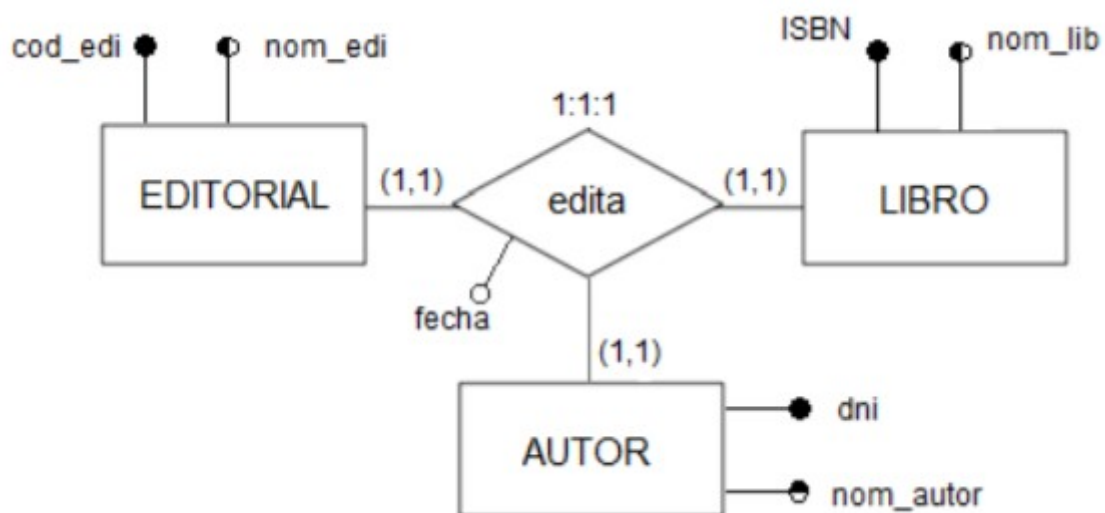 cod_edi
nom_edi
ISBN
nom_lib
1:1:1
EDITORIAL
(1,1)
edita
(1,1)
LIBRO
fecha
(1,1)
AUTOR
dni
nom_autor